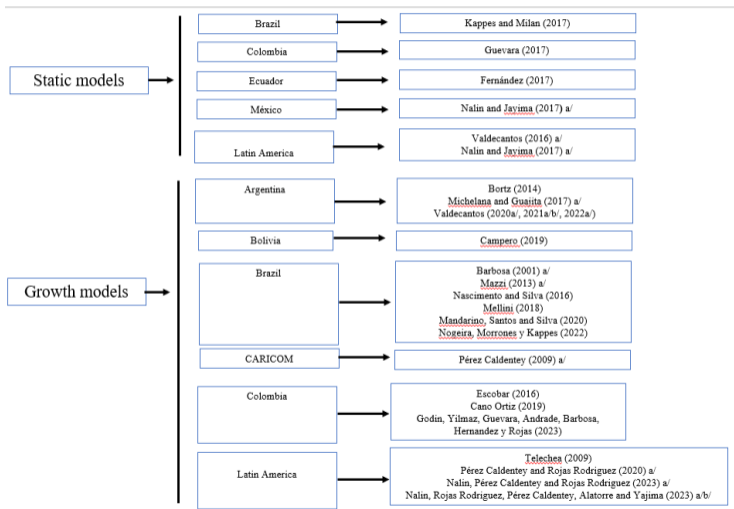 Static models
Brazil
Kappes and Milan (2017)
Colombia
Guevara (2017)
Ecuador
Fernández (2017)
México
Nalin and Jayima (2017) a/
Latin America
Valdecantos (2016) a/
Nalin and Jayima (2017) a/
Growth models
Argentina
Bortz (2014)
Michelana and Guajita (2017) a/
Valdecantos (2020a/, 2021a/b/, 2022a/)
Bolivia
Campero (2019)
Brazil
Barbosa (2001) a/
Mazzi (2013) a/
Nascimento and Silva (2016)
Mellini (2018)
Mandarino, Santos and Silva (2020)
Nogeira, Morrones y Kappes (2022)
CARICOM
Pérez Caldentey (2009) a/
Colombia
Escobar (2016)
Cano Ortiz (2019)
Godin, Yilmaz, Guevara, Andrade, Barbosa,
Hernandez y Rojas (2023)
Latin America
Telechea (2009)
Pérez Caldentey and Rojas Rodriguez (2020) a/
Nalin, Pérez Caldentey and Rojas Rodriguez (2023) a/
Nalin, Rojas Rodriguez, Pérez Caldentey, Alatorre and Yajima (2023) a/b/